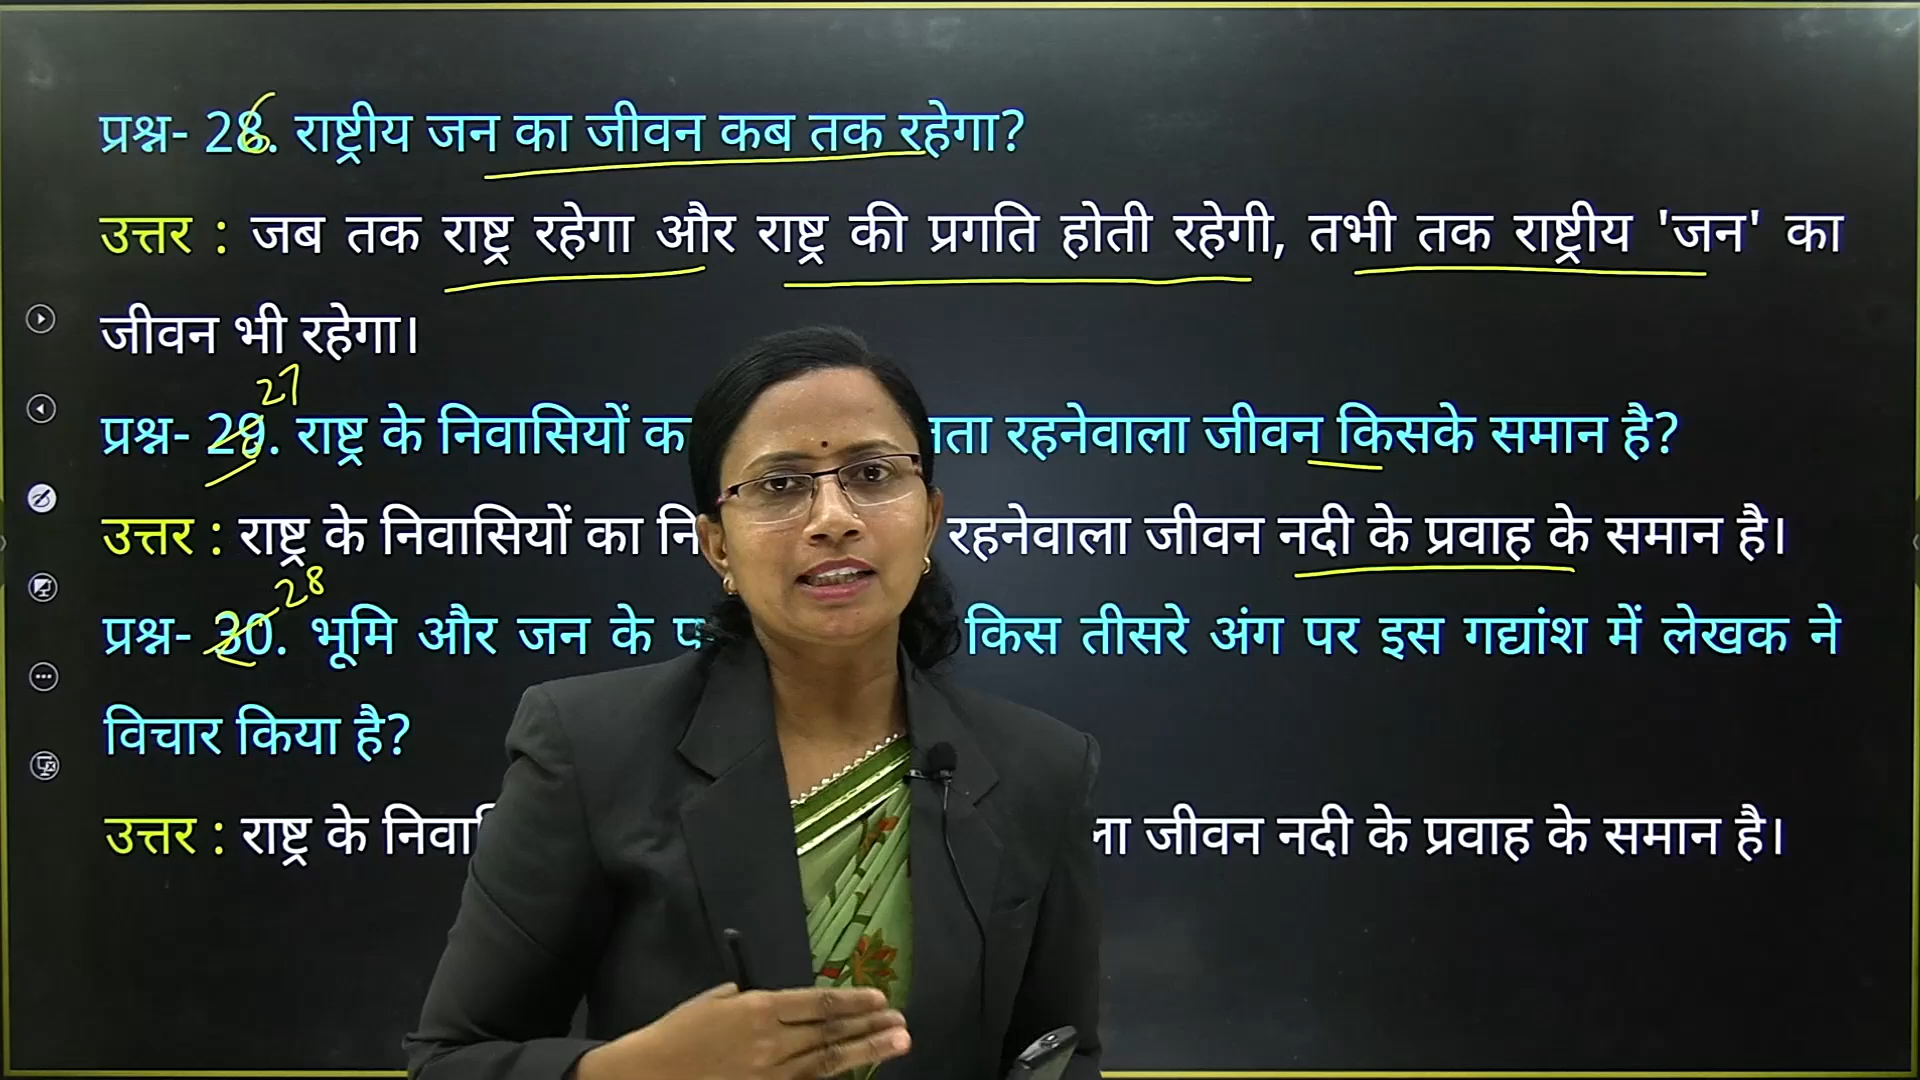 प्रश्न- 28. राष्ट्रीय जन का जीवन कब तक रहेगा?
6
उत्तर : जब तक राष्ट्र रहेगा और राष्ट्र की प्रगति होती रहेगी, तभी तक राष्ट्रीय 'जन' का
जीवन भी रहेगा।
27
प्रश्न- 29. राष्ट्र के निवासियों रहनेवाला जीवन किसके समान है?
उत्तर : राष्ट्र के निवासियों का रहनेवाला जीवन नदी के प्रवाह के समान है।
28
प्रश्न- 30. भूमि और जन के किस तीसरे अंग पर इस गद्यांश में लेखक ने
विचार किया है?
उत्तर : राष्ट्र के जीवन नदी के प्रवाह के समान है।